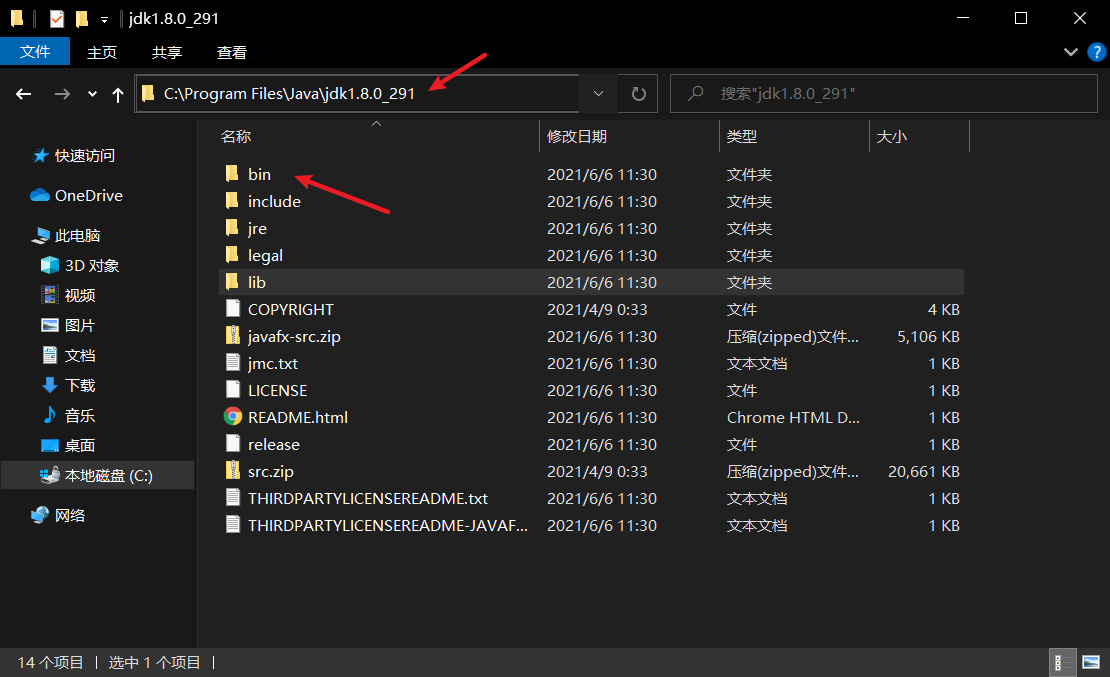 jdk1.8.0_291
文件 主页 共享 查看
C:\Program Files\Java\jdk1.8.0_291 搜索"jdk1.8.0_291"
名称 修改日期 类型 大小
快速访问
OneDrive
此电脑
3D 对象
视频
图片
文档
下载
音乐
桌面
本地磁盘 (C:)
网络
bin 2021/6/6 11:30 文件夹
include 2021/6/6 11:30 文件夹
jre 2021/6/6 11:30 文件夹
legal 2021/6/6 11:30 文件夹
lib 2021/6/6 11:30 文件夹
COPYRIGHT 2021/4/9 0:33 文件 4 KB
javafx-src.zip 2021/6/6 11:30 压缩(zipped)文件... 5,106 KB
jmc.txt 2021/6/6 11:30 文本文档 1 KB
LICENSE 2021/6/6 11:30 文件 1 KB
README.html 2021/6/6 11:30 Chrome HTML D... 1 KB
release 2021/6/6 11:30 文件 1 KB
src.zip 2021/4/9 0:33 压缩(zipped)文件... 20,661 KB
THIRDPARTYLICENSEREADME.txt 2021/6/6 11:30 文本文档 1 KB
THIRDPARTYLICENSEREADME-JAVAF... 2021/6/6 11:30 文本文档 1 KB
14 个项目 选中 1 个项目